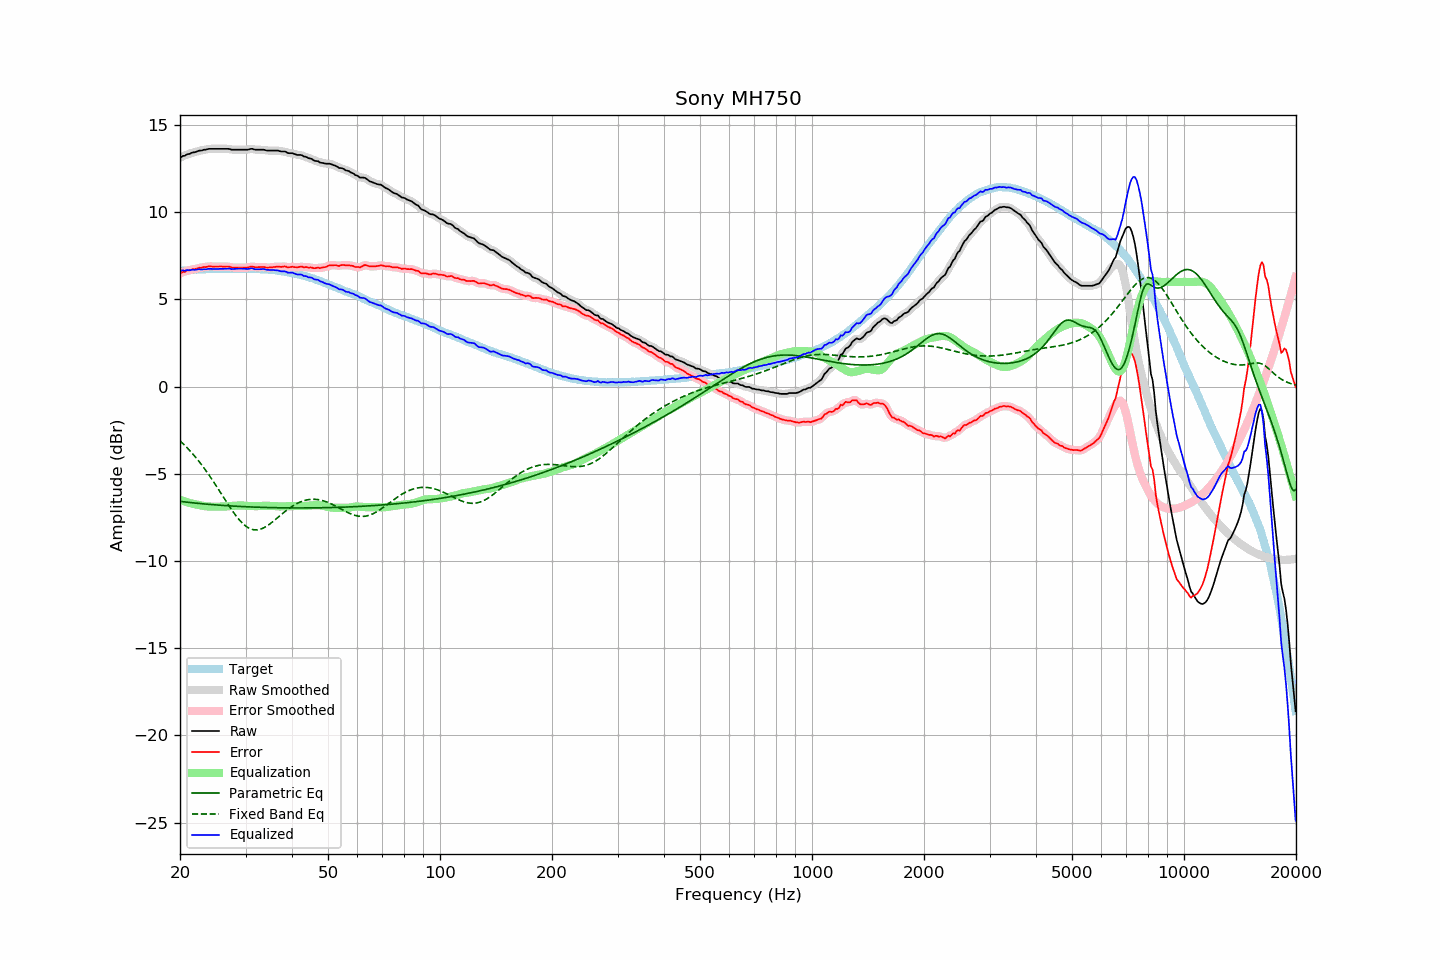 Sony MH750
15
10
5
0
−5
−10
−15
−20
−25
Amplitude (dBr)
Target
Raw Smoothed
Error Smoothed
Raw
Error
Equalization
Parametric Eq
Fixed Band Eq
Equalized
20 50 100 200 500 1000 2000 5000 10000 20000
Frequency (Hz)